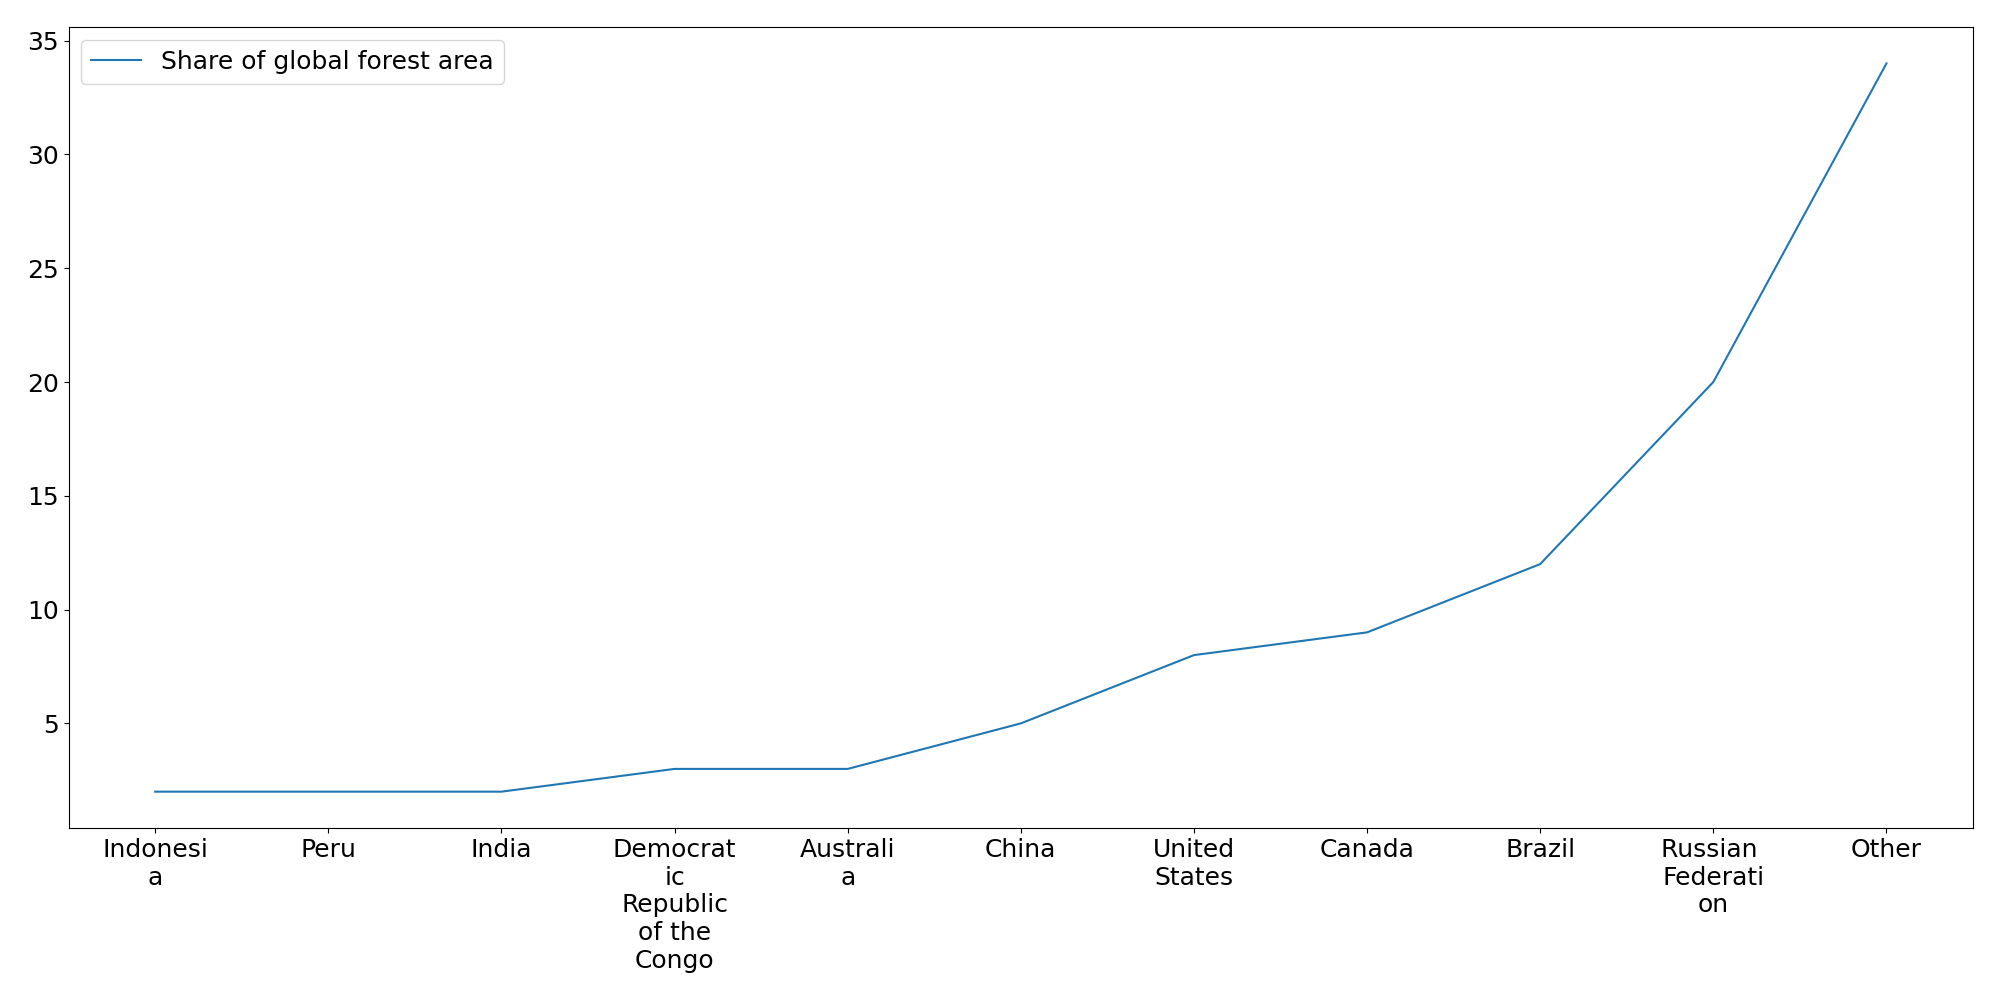 Share of global forest area
35
30
25
20
15
10
5
Indonesi
a
Peru
India
Democrat
ic
Republic
of the
Congo
Australi
a
China
United
States
Canada
Brazil
Russian
Federati
on
Other